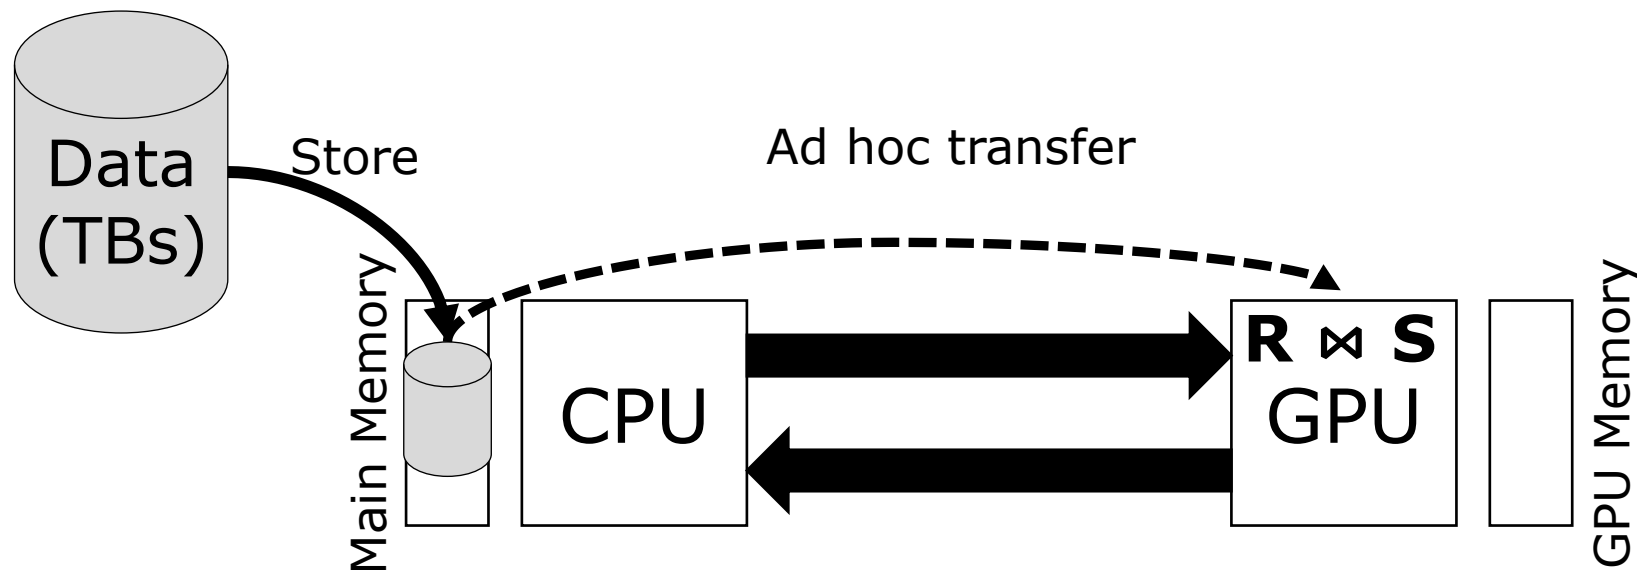 Data
(TBs)
Store
Ad hoc transfer
Main Memory
CPU
R ⋈ S
GPU
GPU Memory